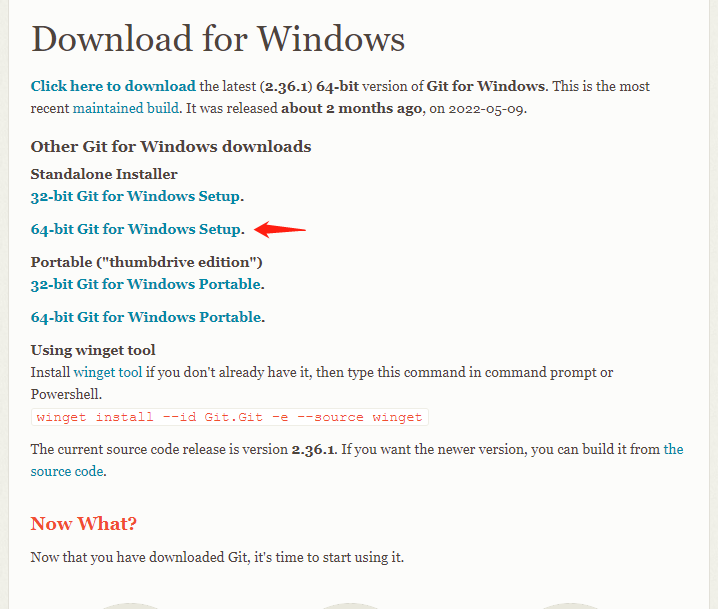 Download for Windows
Click here to download the latest (2.36.1) 64-bit version of Git for Windows. This is the most
recent maintained build. It was released about 2 months ago, on 2022-05-09.
Other Git for Windows downloads
Standalone Installer
32-bit Git for Windows Setup.
64-bit Git for Windows Setup.
Portable ("thumbdrive edition")
32-bit Git for Windows Portable.
64-bit Git for Windows Portable.
Using winget tool
Install winget tool if you don't already have it, then type this command in command prompt or
Powershell.
winget install --id Git.Git -e --source winget
The current source code release is version 2.36.1. If you want the newer version, you can build it from the
source code.
Now What?
Now that you have downloaded Git, it's time to start using it.